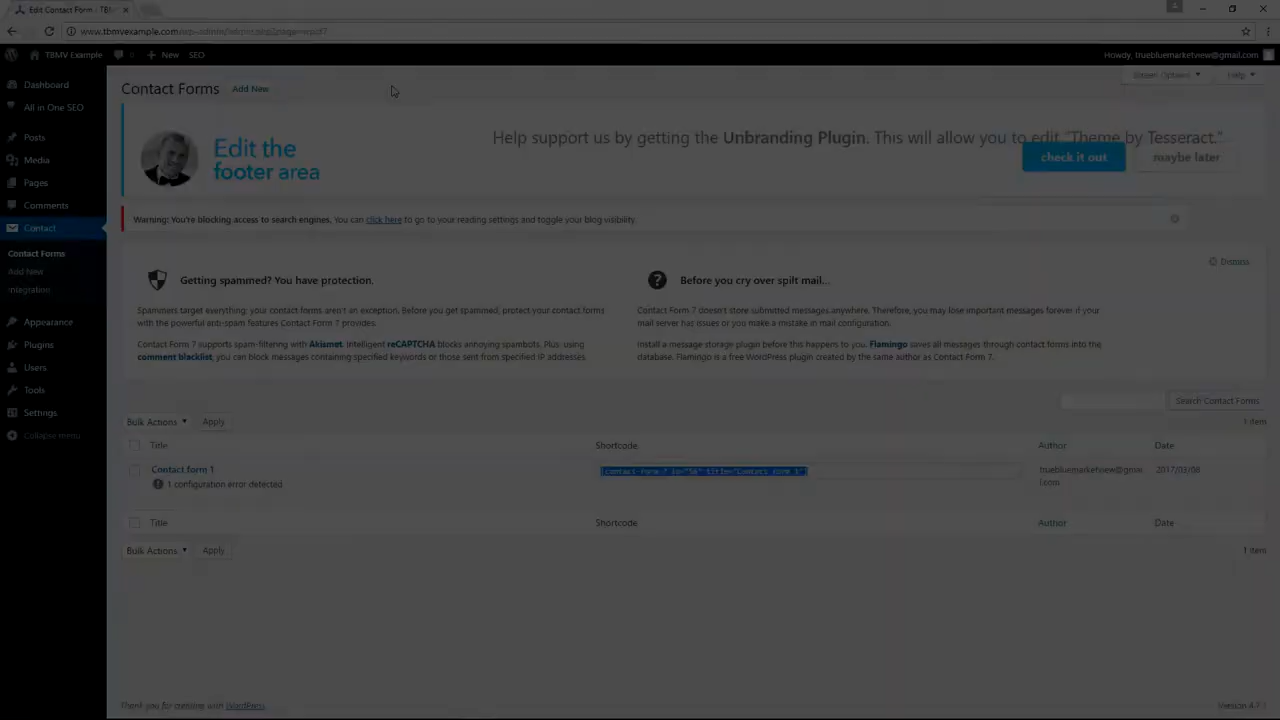 Edit Contact Form
www.tbmvexample.com/wp-admin/admin.php?page=wpcf7
TBMV Example 0 New SEO
Howdy, truebluemarketview@gmail.com
Screen Options Help
Contact Forms Add New
Dashboard
All in One SEO
Posts
Media
Pages
Comments
Contact
Contact Forms
Add New
Integration
Appearance
Plugins
Users
Tools
Settings
Collapse menu
Edit the
footer area
Help support us by getting the Unbranding Plugin. This will allow you to edit "Theme by Tesseract."
check it out maybe later
Warning: You're blocking access to search engines. You can click here to go to your reading settings and toggle your blog visibility.
Dismiss
Getting spammed? You have protection.
Spammers target everything; your contact forms aren't an exception. Before you get spammed, protect your contact forms
with the powerful anti-spam features Contact Form 7 provides.
Contact Form 7 supports spam-filtering with Akismet. Intelligent reCAPTCHA blocks annoying spambots. Plus, using
comment blacklist, you can block messages containing specified keywords or those sent from specified IP addresses.
Before you cry over spilt mail...
Contact Form 7 doesn't store submitted messages anywhere. Therefore, you may lose important messages forever if your
mail server has issues or you make a mistake in mail configuration.
Install a message storage plugin before this happens to you. Flamingo saves all messages through contact forms into the
database. Flamingo is a free WordPress plugin created by the same author as Contact Form 7.
Search Contact Forms
Bulk Actions Apply
1 item
Title Shortcode Author Date
Contact form 1
[contact-form-7 id="56" title="Contact form 1"]
truebluemarketview@gmai
l.com
2017/03/06
1 configuration error detected
Title Shortcode Author Date
Bulk Actions Apply
1 item
Thank you for creating with WordPress.